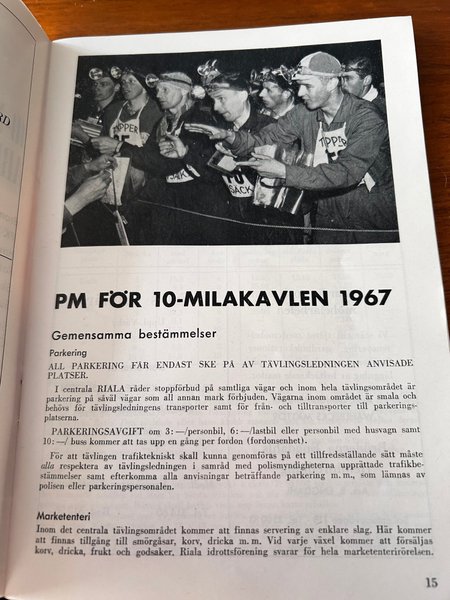 RD
TOPPER
TOPPER
SACK
PM FÖR 10-MILAKAVLEN 1967
Gemensamma bestämmelser
Parkering
ALL PARKERING FÅR ENDAST SKE PÅ AV TÄVLINGSLEDNINGEN ANVISADE
PLATSER.
I centrala RIALA råder stoppförbud på samtliga vägar och inom hela tävlingsområdet är
parkering på såväl vägar som all annan mark förbjuden. Vägarna inom området är smala och
behövs för tävlingsledningens transporter samt för från- och tilltransporter till parkerings-
platserna.
PARKERINGSAVGIFT om 3: —/personbil, 6: —/lastbil eller personbil med husvagn samt
10: —/ buss kommer att tas upp en gång per fordon (fordonsenhet).
För att tävlingen trafiktekniskt skall kunna genomföras på ett tillfredsställande sätt måste
alla respektera av tävlingsledningen i samråd med polismyndigheterna upprättade trafikbe-
stämmelser samt efterkomma alla anvisningar beträffande parkering m. m., som lämnas av
polisen eller parkeringspersonalen.
Marketenteri
Inom det centrala tävlingsområdet kommer att finnas servering av enklare slag. Här kommer
att finnas tillgång till smörgåsar, korv, dricka m. m. Vid varje växel kommer att försäljas
korv, dricka, frukt och godsaker. Riala idrottsförening svarar för hela marketenterirörelsen.
15